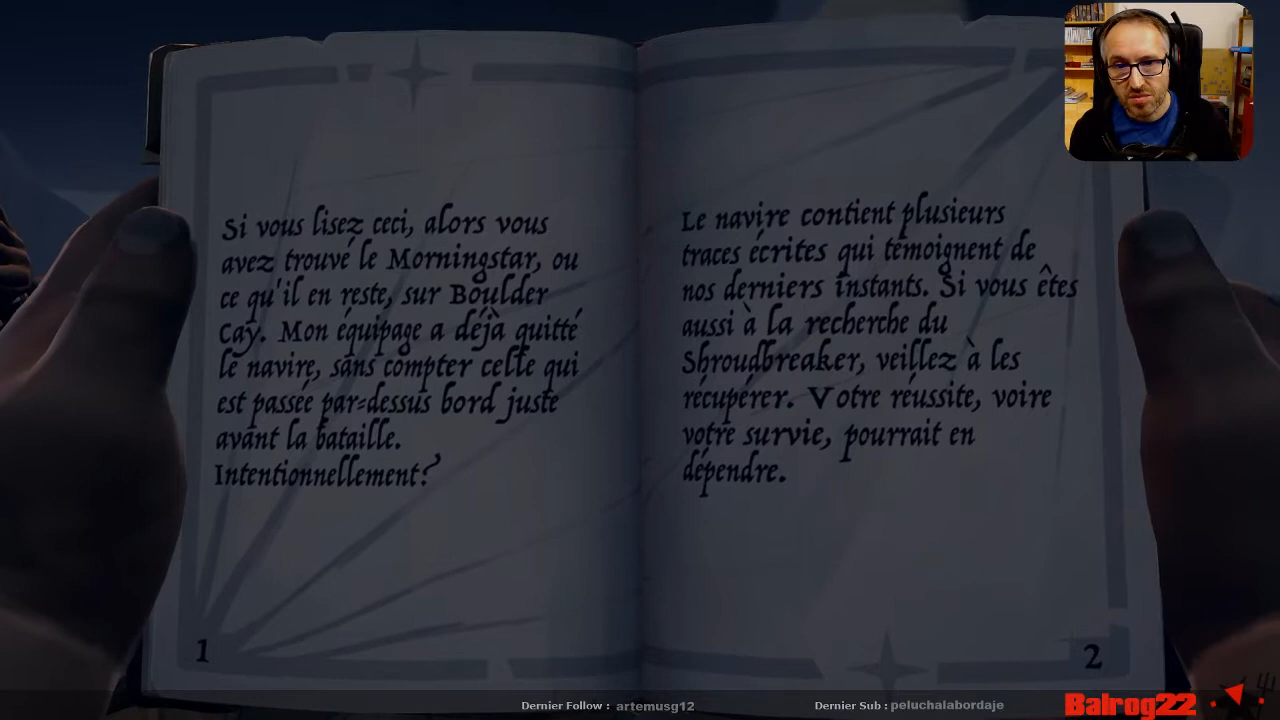 Si vous lisez ceci, alors vous
avez trouvé le Morningstar, ou
ce qu'il en reste, sur Boulder
Cay. Mon équipage a déjà quitté
le navire, sans compter celle qui
est passée par-dessus bord juste
avant la bataille.
Intentionnellement?
1
Le navire contient plusieurs
traces écrites qui témoignent de
nos derniers instants. Si vous êtes
aussi à la recherche du
Shroudbreaker, veillez à les
récupérer. Votre réussite, voire
votre survie, pourrait en
dépendre.
2
Dernier Follow : artemusg12
Dernier Sub : peluchalabordaje
Balrog22